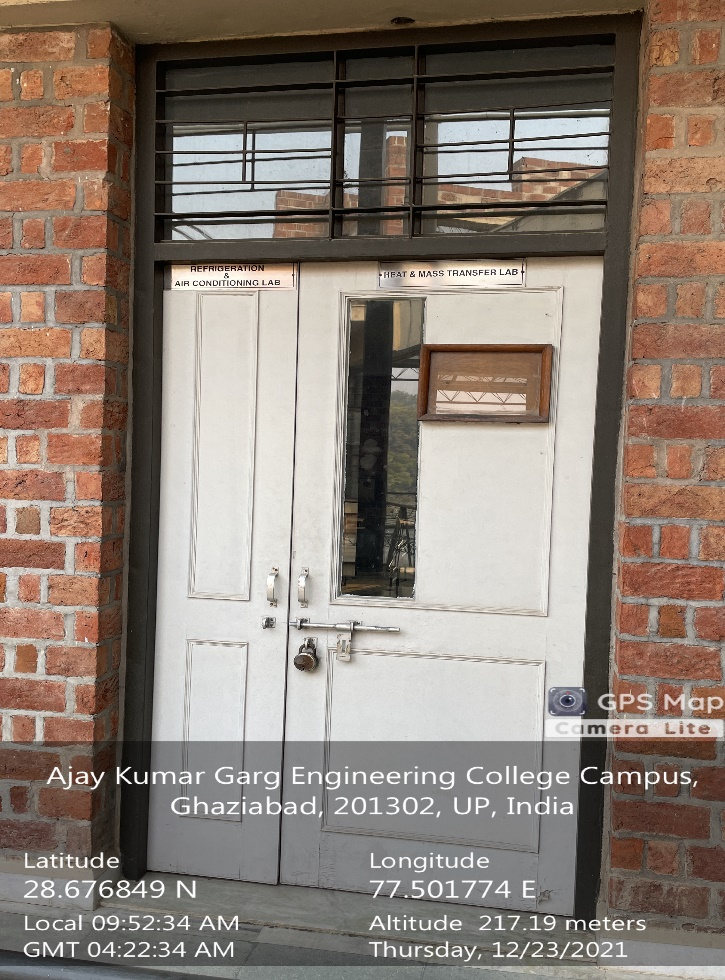 REFRIGERATION
&
AIR CONDITIONING LAB
HEAT & MASS TRANSFER LAB
GPS Map
Camera Lite
Ajay Kumar Garg Engineering College Campus,
Ghaziabad, 201302, UP, India
Latitude
28.676849 N
Longitude
77.501774 E
Local 09:52:34 AM
GMT 04:22:34 AM
Altitude 217.19 meters
Thursday, 12/23/2021